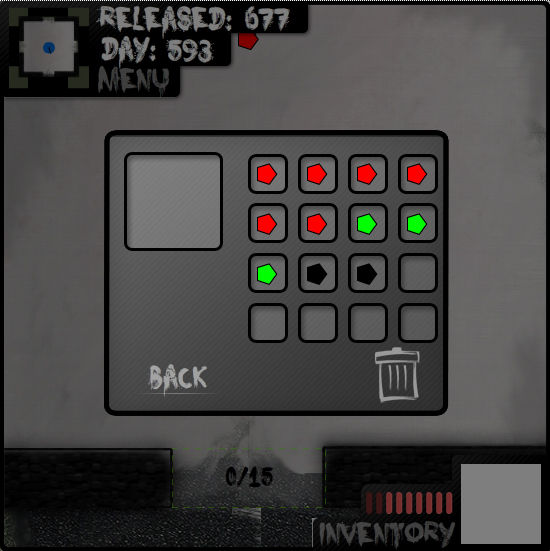 RELEASED: 677
DAY: 593
MENU
BACK
0/15
INVENTORY